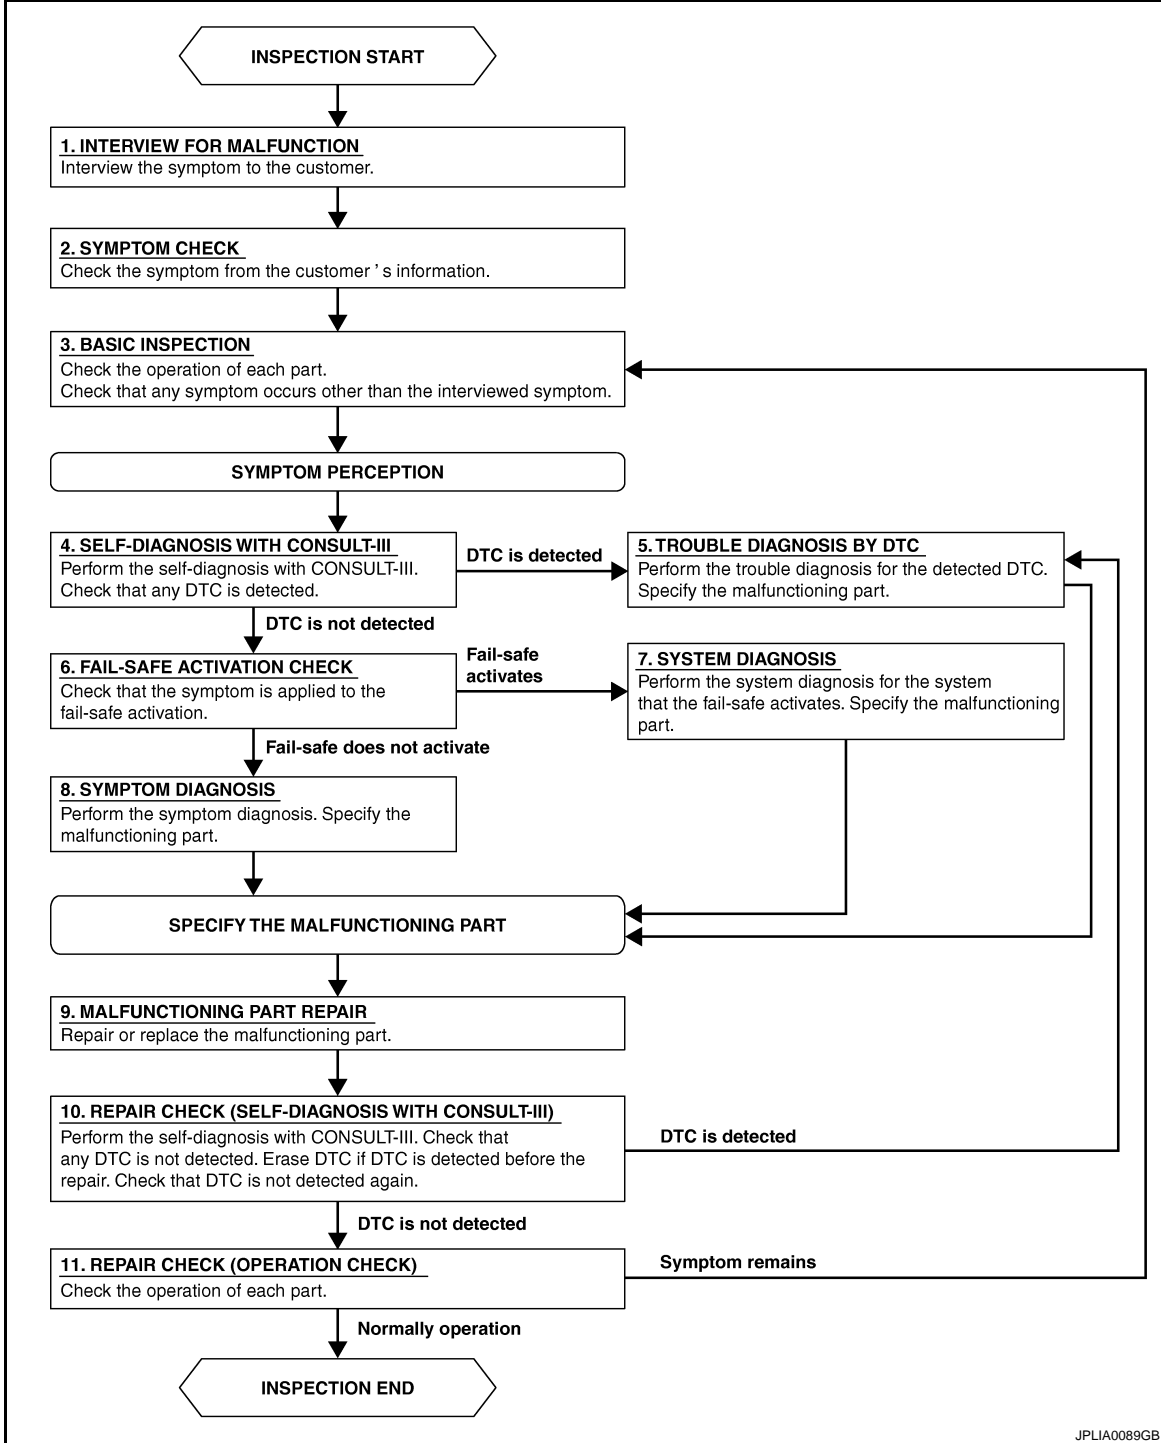 INSPECTION START
1. INTERVIEW FOR MALFUNCTION
Interview the symptom to the customer.
2. SYMPTOM CHECK
Check the symptom from the customer ’ s information.
3. BASIC INSPECTION
Check the operation of each part.
Check that any symptom occurs other than the interviewed symptom.
SYMPTOM PERCEPTION
4. SELF-DIAGNOSIS WITH CONSULT-III
Perform the self-diagnosis with CONSULT-III.
Check that any DTC is detected.
DTC is detected
5. TROUBLE DIAGNOSIS BY DTC
Perform the trouble diagnosis for the detected DTC.
Specify the malfunctioning part.
DTC is not detected
6. FAIL-SAFE ACTIVATION CHECK
Check that the symptom is applied to the
fail-safe activation.
Fail-safe
activates
7. SYSTEM DIAGNOSIS
Perform the system diagnosis for the system
that the fail-safe activates. Specify the malfunctioning
part.
Fail-safe does not activate
8. SYMPTOM DIAGNOSIS
Perform the symptom diagnosis. Specify the
malfunctioning part.
SPECIFY THE MALFUNCTIONING PART
9. MALFUNCTIONING PART REPAIR
Repair or replace the malfunctioning part.
10. REPAIR CHECK (SELF-DIAGNOSIS WITH CONSULT-III)
Perform the self-diagnosis with CONSULT-III. Check that
any DTC is not detected. Erase DTC if DTC is detected before the
repair. Check that DTC is not detected again.
DTC is detected
DTC is not detected
11. REPAIR CHECK (OPERATION CHECK)
Check the operation of each part.
Symptom remains
Normally operation
INSPECTION END
JPLIA0089GB